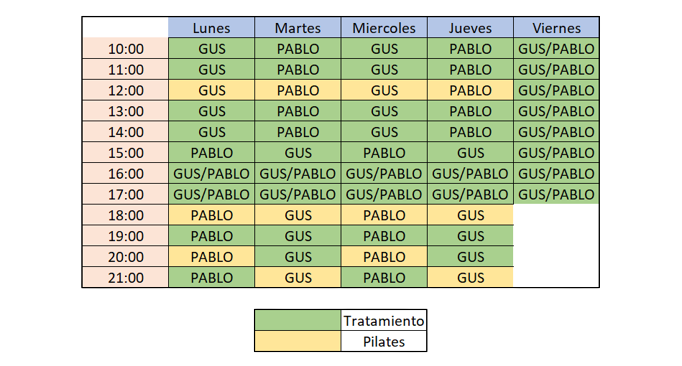 Lunes Martes Miercoles Jueves Viernes
10:00 GUS PABLO GUS PABLO GUS/PABLO
11:00 GUS PABLO GUS PABLO GUS/PABLO
12:00 GUS PABLO GUS PABLO GUS/PABLO
13:00 GUS PABLO GUS PABLO GUS/PABLO
14:00 GUS PABLO GUS PABLO GUS/PABLO
15:00 PABLO GUS PABLO GUS GUS/PABLO
16:00 GUS/PABLO GUS/PABLO GUS/PABLO GUS/PABLO GUS/PABLO
17:00 GUS/PABLO GUS/PABLO GUS/PABLO GUS/PABLO GUS/PABLO
18:00 PABLO GUS PABLO GUS
19:00 PABLO GUS PABLO GUS
20:00 PABLO GUS PABLO GUS
21:00 PABLO GUS PABLO GUS
Tratamiento
Pilates